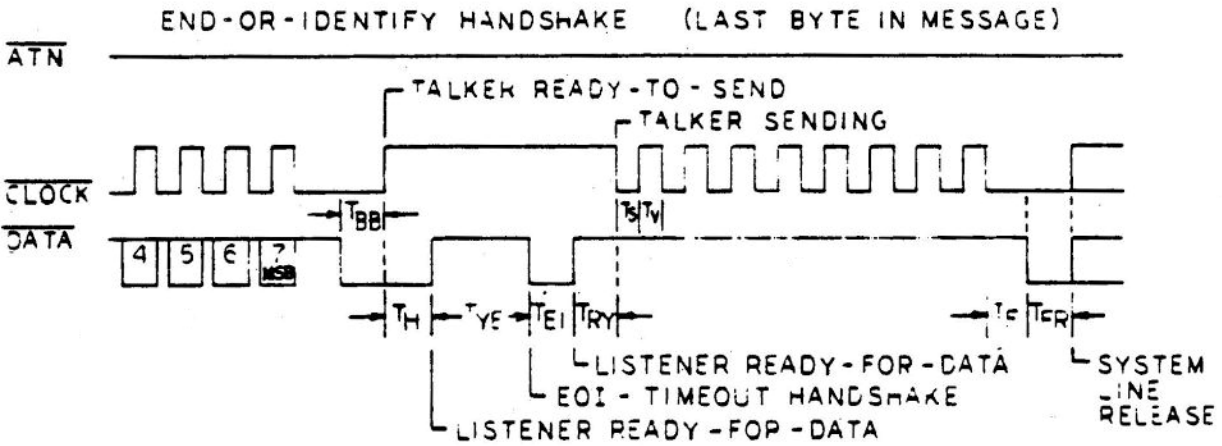 END-OR-IDENTIFY HANDSHAKE (LAST BYTE IN MESSAGE)
ATN
TALKER READY-TO-SEND
TALKER SENDING
CLOCK
TBB
TS TV
DATA
4 5 6 7
MSB
TH TYE TEI TRY TF TFR
LISTENER READY-FOR-DATA
SYSTEM
LINE
RELEASE
EOI-TIMEOUT HANDSHAKE
LISTENER READY-FOR-DATA